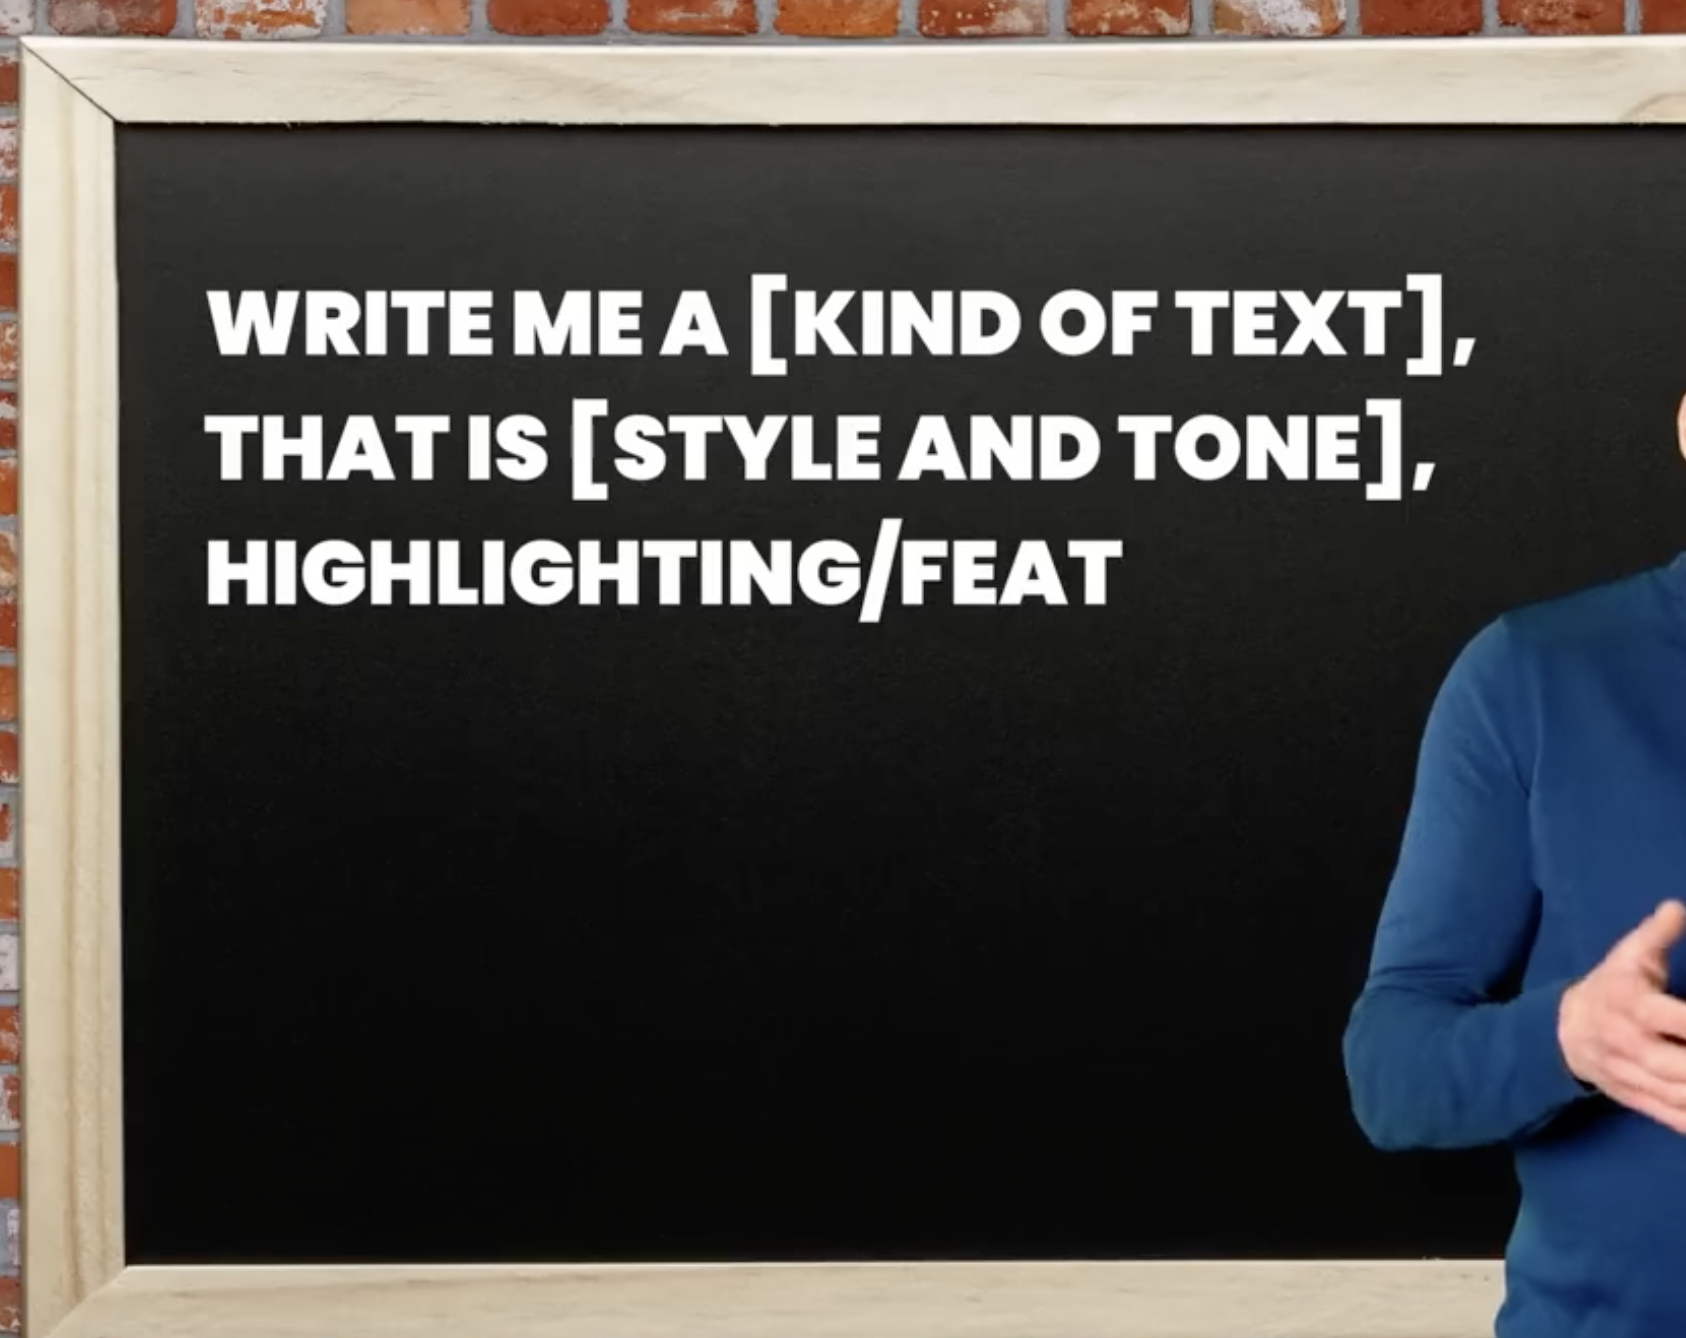 WRITE ME A [KIND OF TEXT],
THAT IS [STYLE AND TONE],
HIGHLIGHTING/FEAT